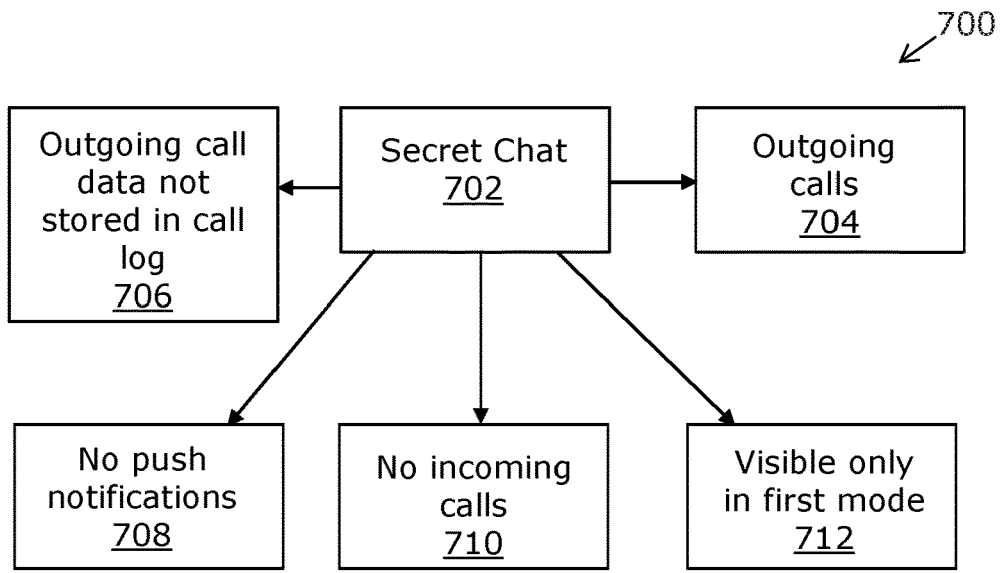 700
Outgoing call
data not
stored in call
log
706
Secret Chat
702
Outgoing
calls
704
No push
notifications
708
No incoming
calls
710
Visible only
in first mode
712